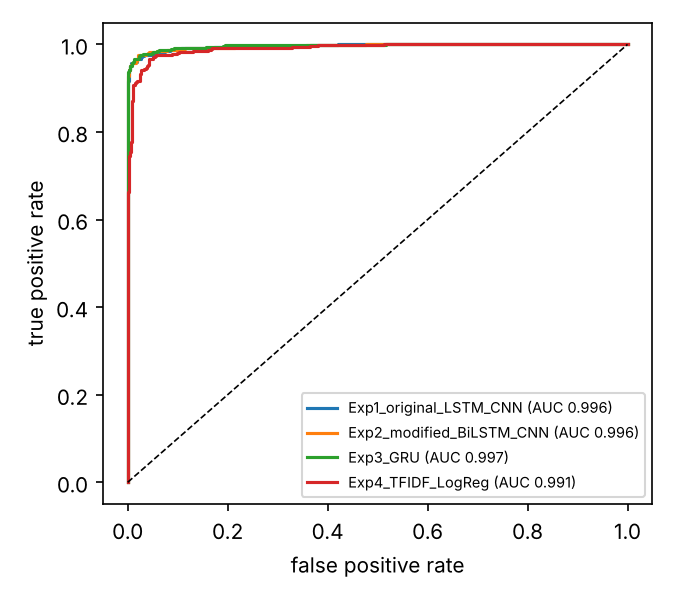 1.0
0.8
0.6
0.4
0.2
0.0
true positive rate
Exp1_original_LSTM_CNN (AUC 0.996)
Exp2_modified_BiLSTM_CNN (AUC 0.996)
Exp3_GRU (AUC 0.997)
Exp4_TFIDF_LogReg (AUC 0.991)
0.0 0.2 0.4 0.6 0.8 1.0
false positive rate